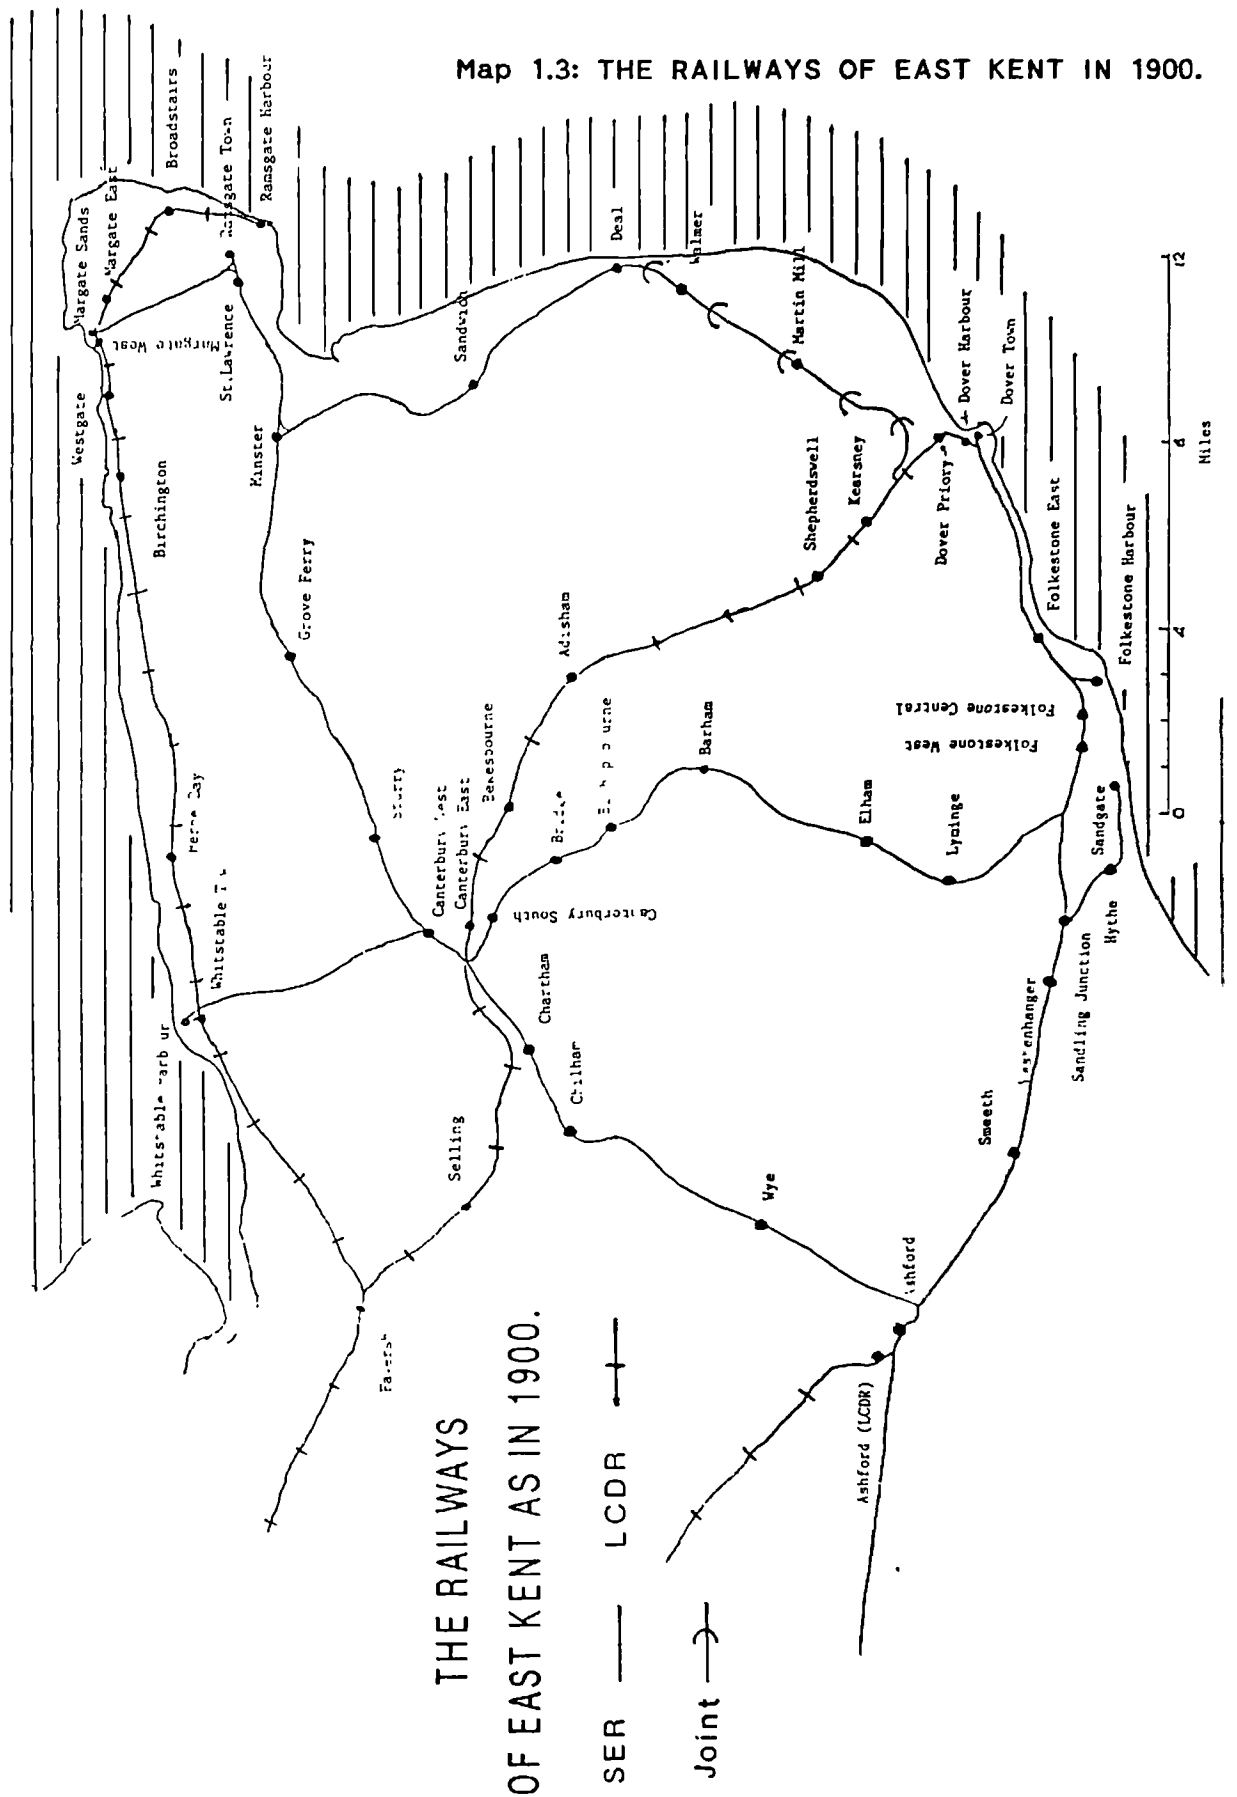 Map 1.3: THE RAILWAYS OF EAST KENT IN 1900.
Broadstairs
Ramsgate Harbour
Margate Sands
Margate East
Town
Margate West
St.Lawrence
Westgate
Minster
Birchington
Sandwich
Deal
Martin Mill
Dover Harbour
Dover Town
Dover Priory
Shepherdswell
Kearsney
Grove Ferry
Adisham
Folkestone East
Folkestone Harbour
Folkestone Central
Folkestone West
Barham
Canterbury East
Canterbury
Canterbury South
Elham
Lyminge
Sandgate
Hythe
Sandling Junction
Whitstable
Chartham
Selling
Smeeth
Wye
Ashford (LCDR)
12
8
4
0
Miles
THE RAILWAYS
OF EAST KENT AS IN 1900.
SER
LCDR
Joint